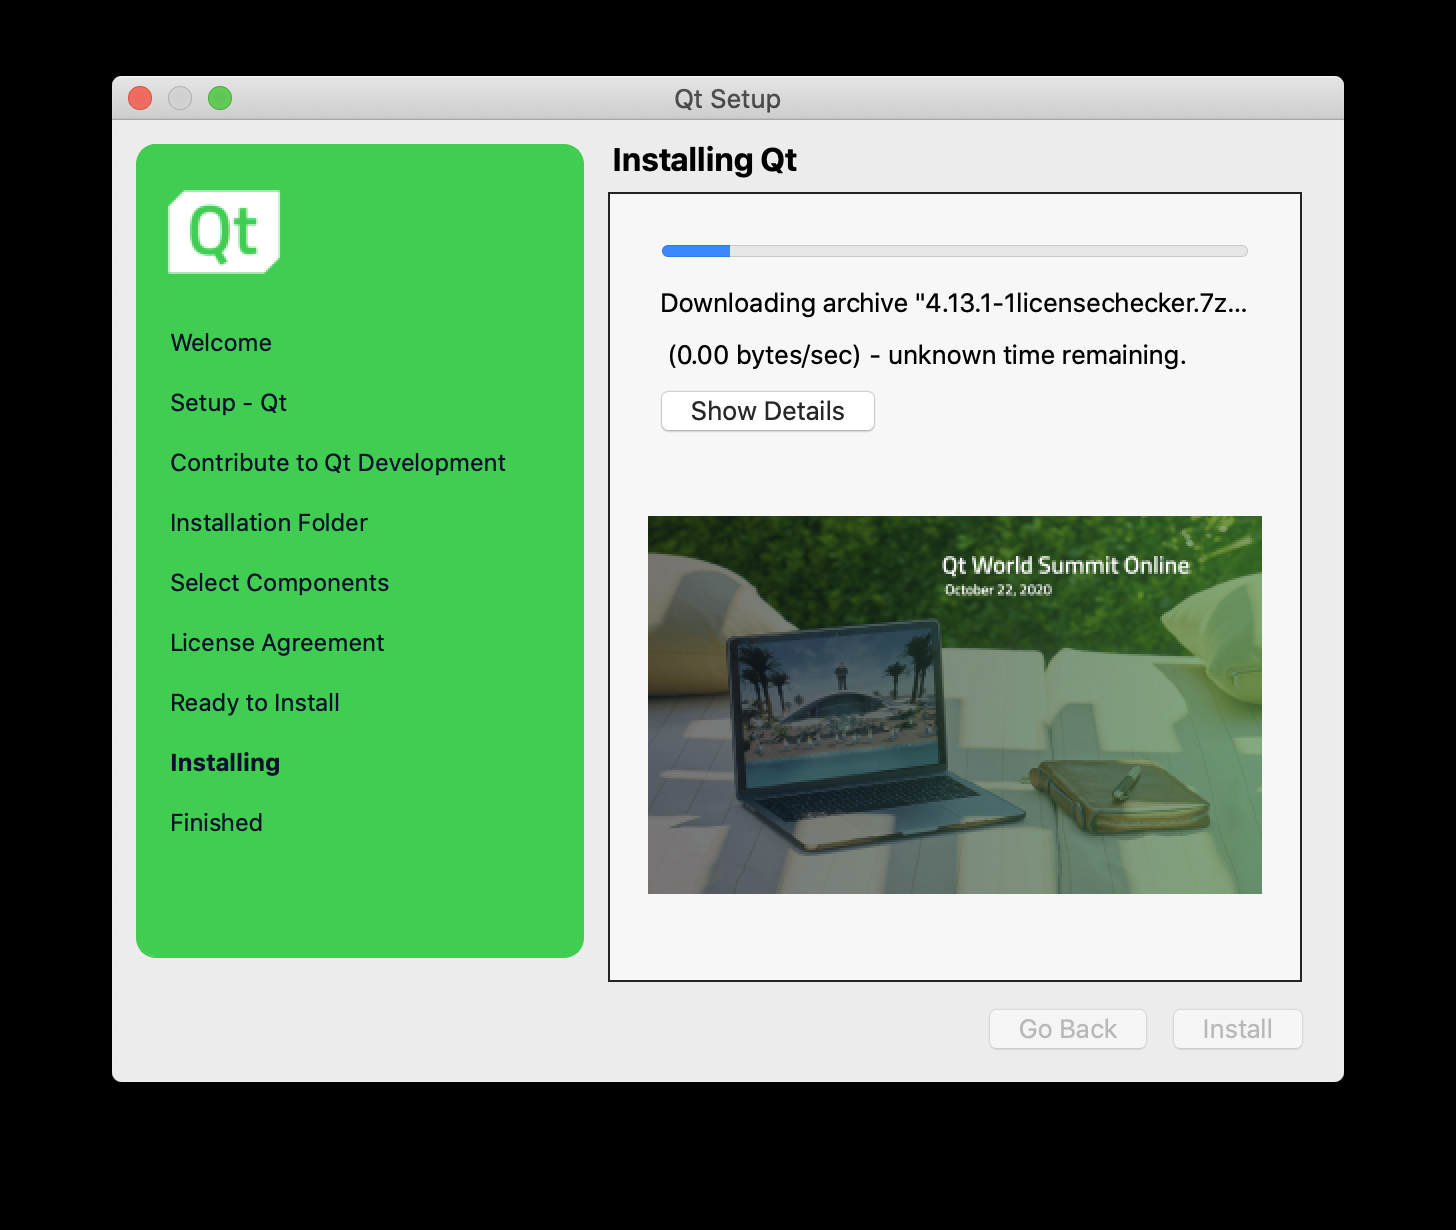 Qt Setup
Qt
Welcome
Setup - Qt
Contribute to Qt Development
Installation Folder
Select Components
License Agreement
Ready to Install
Installing
Finished
Installing Qt
Downloading archive "4.13.1-1licensechecker.7z...
(0.00 bytes/sec) - unknown time remaining.
Show Details
Qt World Summit Online
October 22, 2020
Go Back
Install